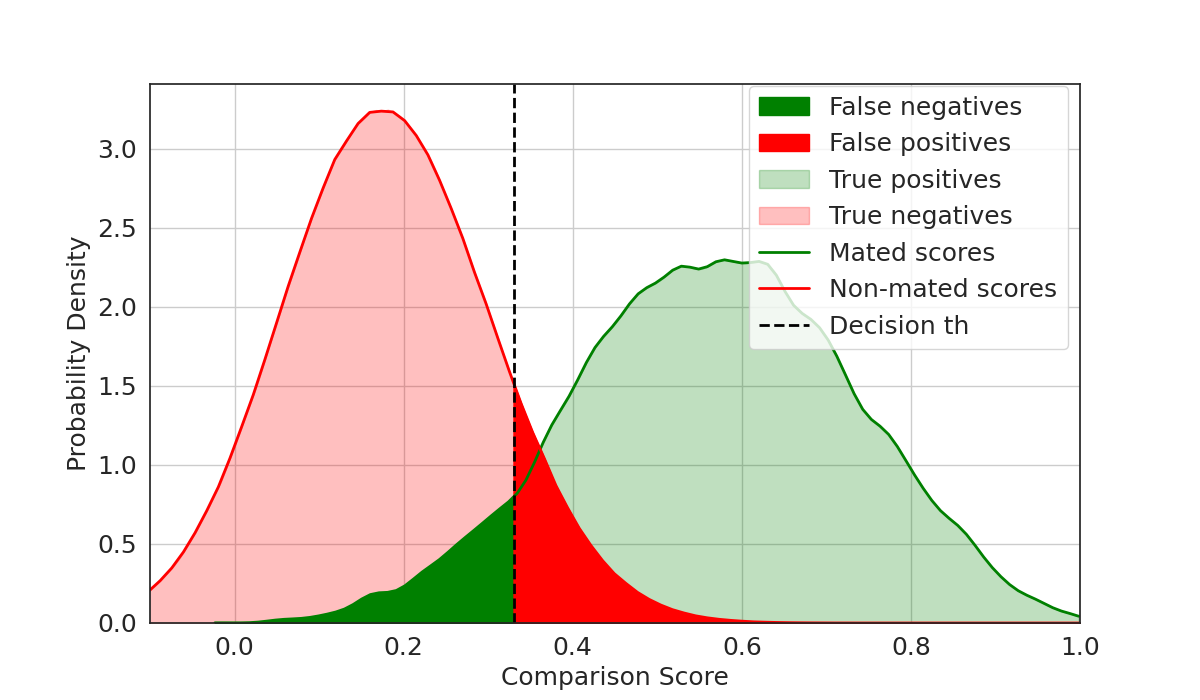 False negatives
False positives
True positives
True negatives
Mated scores
Non-mated scores
Decision th
Probability Density
3.0
2.5
2.0
1.5
1.0
0.5
0.0
0.0 0.2 0.4 0.6 0.8 1.0
Comparison Score